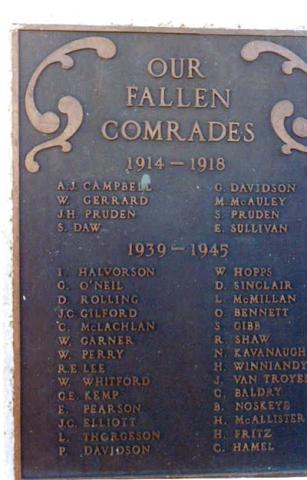 OUR
FALLEN
COMRADES
1914 — 1918
A.J. CAMPBELL G. DAVIDSON
W. GERRARD M. McAULEY
J.H. PRUDEN S. PRUDEN
S. DAW E. SULLIVAN
1939 — 1945
I. HALVORSON W. HOPPS
G. O'NEIL D. SINCLAIR
D. ROLLING L. McMILLAN
J.C. GILFORD O. BENNETT
C. McLACHLAN S. GIBB
W. GARNER R. SHAW
W. PERRY N. KAVANAUGH
R.E. LEE H. WINNIANDY
W. WHITFORD J. VAN TROYEN
G.E. KEMP C. BALDRY
E. PEARSON B. NOSKEYE
J.C. ELLIOTT H. McALLISTER
L. THORGESON H. FRITZ
P. DAVIDSON C. HAMEL